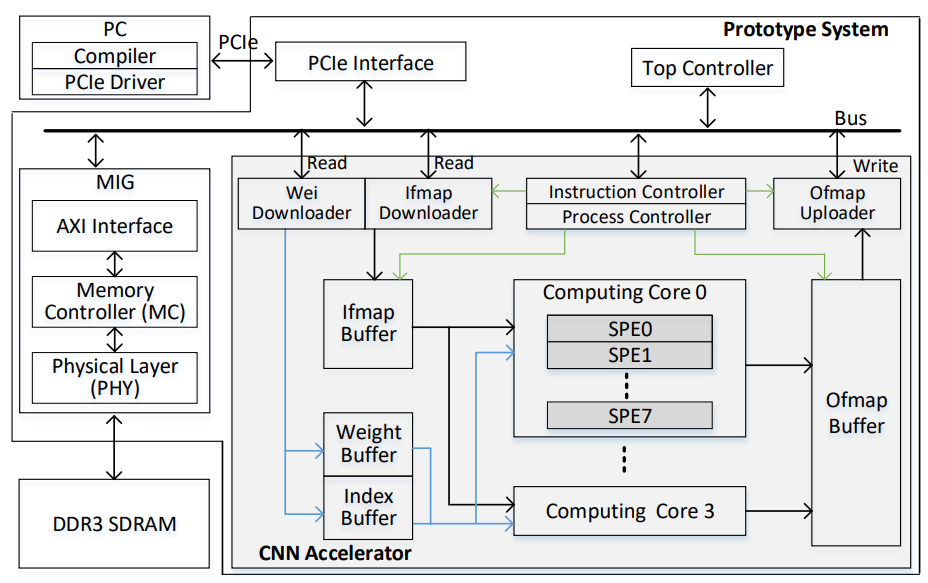 PC
Compiler
PCIe Driver
PCIe
PCIe Interface
Prototype System
Top Controller
Bus
Read
Read
Write
MIG
AXI Interface
Memory
Controller (MC)
Physical Layer
(PHY)
DDR3 SDRAM
Wei
Downloader
Ifmap
Downloader
Instruction Controller
Process Controller
Ofmap
Uploader
Ifmap
Buffer
Computing Core 0
SPE0
SPE1
SPE7
Weight
Buffer
Index
Buffer
Computing Core 3
Ofmap
Buffer
CNN Accelerator